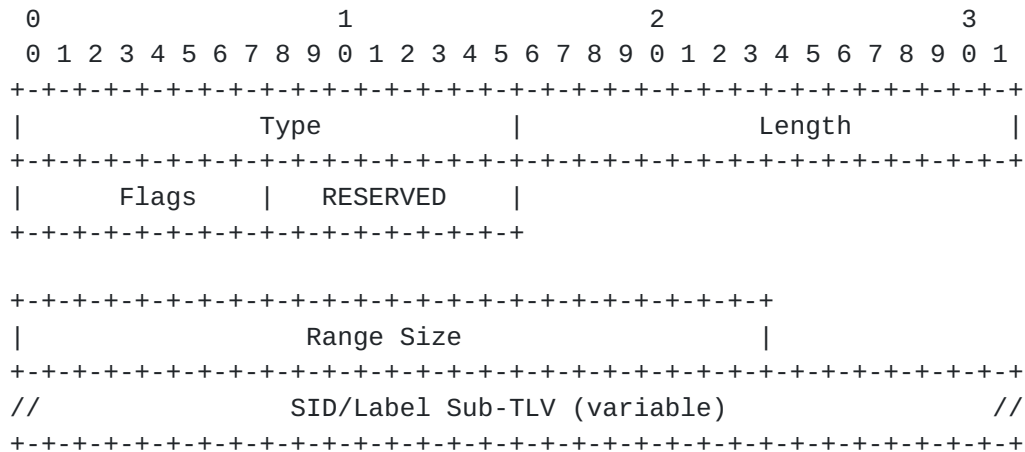 0                   1                   2                   3
 0 1 2 3 4 5 6 7 8 9 0 1 2 3 4 5 6 7 8 9 0 1 2 3 4 5 6 7 8 9 0 1
+-+-+-+-+-+-+-+-+-+-+-+-+-+-+-+-+-+-+-+-+-+-+-+-+-+-+-+-+-+-+-+-+
|               Type            |               Length          |
+-+-+-+-+-+-+-+-+-+-+-+-+-+-+-+-+-+-+-+-+-+-+-+-+-+-+-+-+-+-+-+-+
|      Flags    |   RESERVED    |
+-+-+-+-+-+-+-+-+-+-+-+-+-+-+-+-+

+-+-+-+-+-+-+-+-+-+-+-+-+-+-+-+-+-+-+-+-+-+-+-+-+
|                  Range Size                   |
+-+-+-+-+-+-+-+-+-+-+-+-+-+-+-+-+-+-+-+-+-+-+-+-+-+-+-+-+-+-+-+-+
//                SID/Label Sub-TLV (variable)                 //
+-+-+-+-+-+-+-+-+-+-+-+-+-+-+-+-+-+-+-+-+-+-+-+-+-+-+-+-+-+-+-+-+